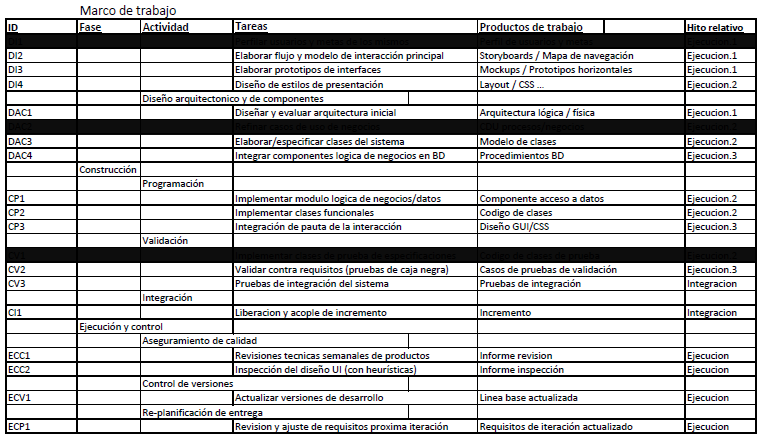 Marco de trabajo
ID Fase Actividad Tareas Productos de trabajo Hito relativo
DI2 Elaborar flujo y modelo de interacción principal Storyboards / Mapa de navegación Ejecucion.1
DI3 Elaborar prototipos de interfaces Mockups / Prototipos horizontales Ejecucion.1
DI4 Diseño de estilos de presentación Layout / CSS ... Ejecucion.2
Diseño arquitectonico y de componentes
DAC1 Diseñar y evaluar arquitectura inicial Arquitectura lógica / física Ejecucion.1
DAC3 Elaborar/especificar clases del sistema Modelo de clases Ejecucion.2
DAC4 Integrar componentes logica de negocios en BD Procedimientos BD Ejecucion.3
Construcción
Programación
CP1 Implementar modulo logica de negocios/datos Componente acceso a datos Ejecucion.2
CP2 Implementar clases funcionales Codigo de clases Ejecucion.2
CP3 Integración de pauta de la interacción Diseño GUI/CSS Ejecucion.3
Validación
CV2 Validar contra requisitos (pruebas de caja negra) Casos de pruebas de validación Ejecucion.3
CV3 Pruebas de integración del sistema Pruebas de integración Integracion
Integración
CI1 Liberacion y acople de incremento Incremento Integracion
Ejecución y control
Aseguramiento de calidad
ECC1 Revisiones tecnicas semanales de productos Informe revision Ejecucion
ECC2 Inspección del diseño UI (con heurísticas) Informe inspección Ejecucion
Control de versiones
ECV1 Actualizar versiones de desarrollo Linea base actualizada Ejecucion
Re-planificación de entrega
ECP1 Revision y ajuste de requisitos proxima iteración Requisitos de iteración actualizado Ejecucion